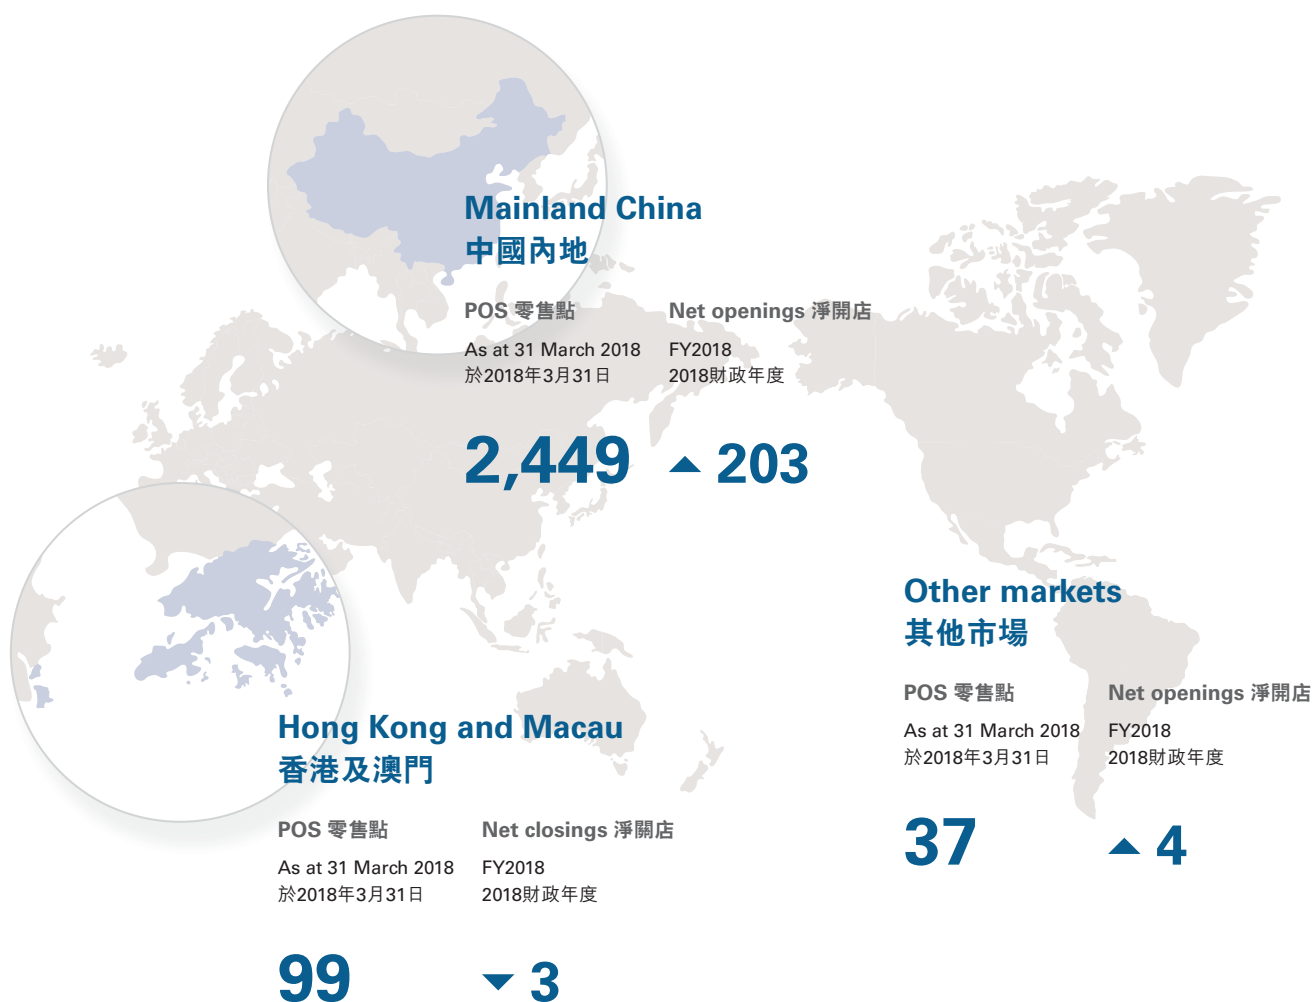 Mainland China
中國內地
POS 零售點
Net openings 淨開店
As at 31 March 2018
FY2018
於2018年3月31日
2018財政年度
2,449
▲ 203
Other markets
其他市場
POS 零售點
Net openings 淨開店
As at 31 March 2018
FY2018
於2018年3月31日
2018財政年度
37
▲ 4
Hong Kong and Macau
香港及澳門
POS 零售點
Net closings 淨關店
As at 31 March 2018
FY2018
於2018年3月31日
2018財政年度
99
▼ 3